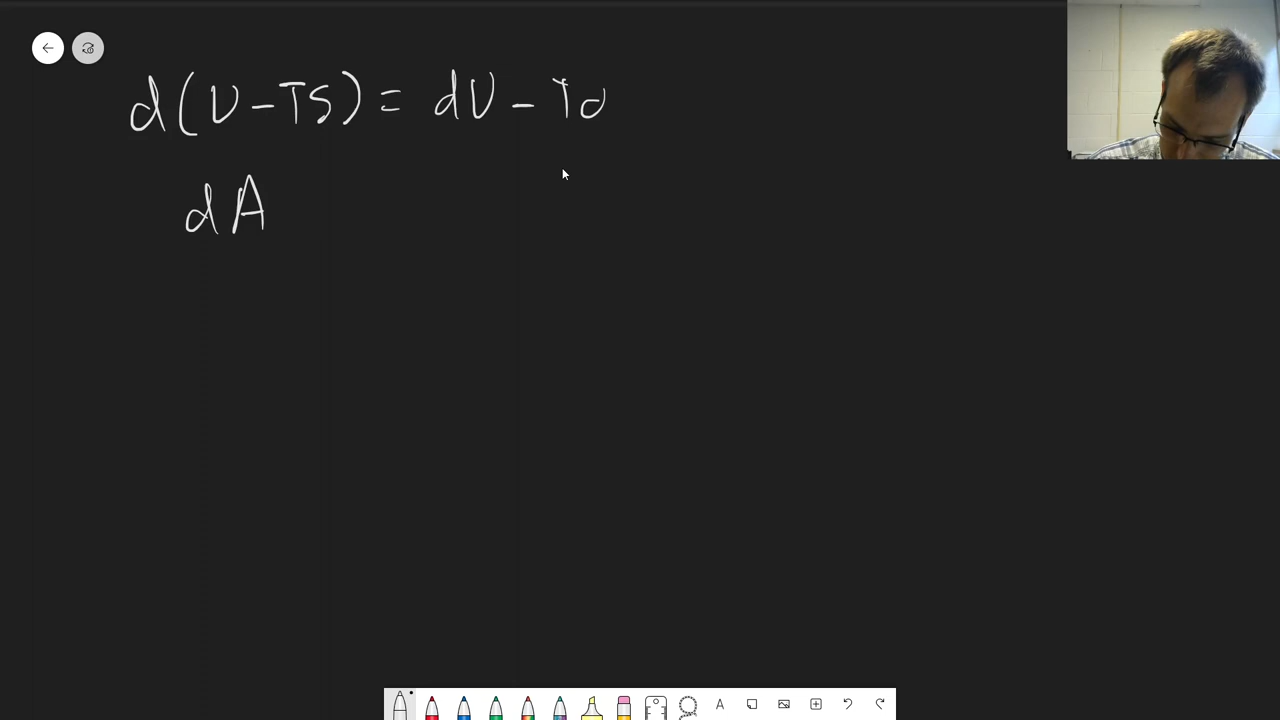 d(U-TS) = dU - Td
dA
A